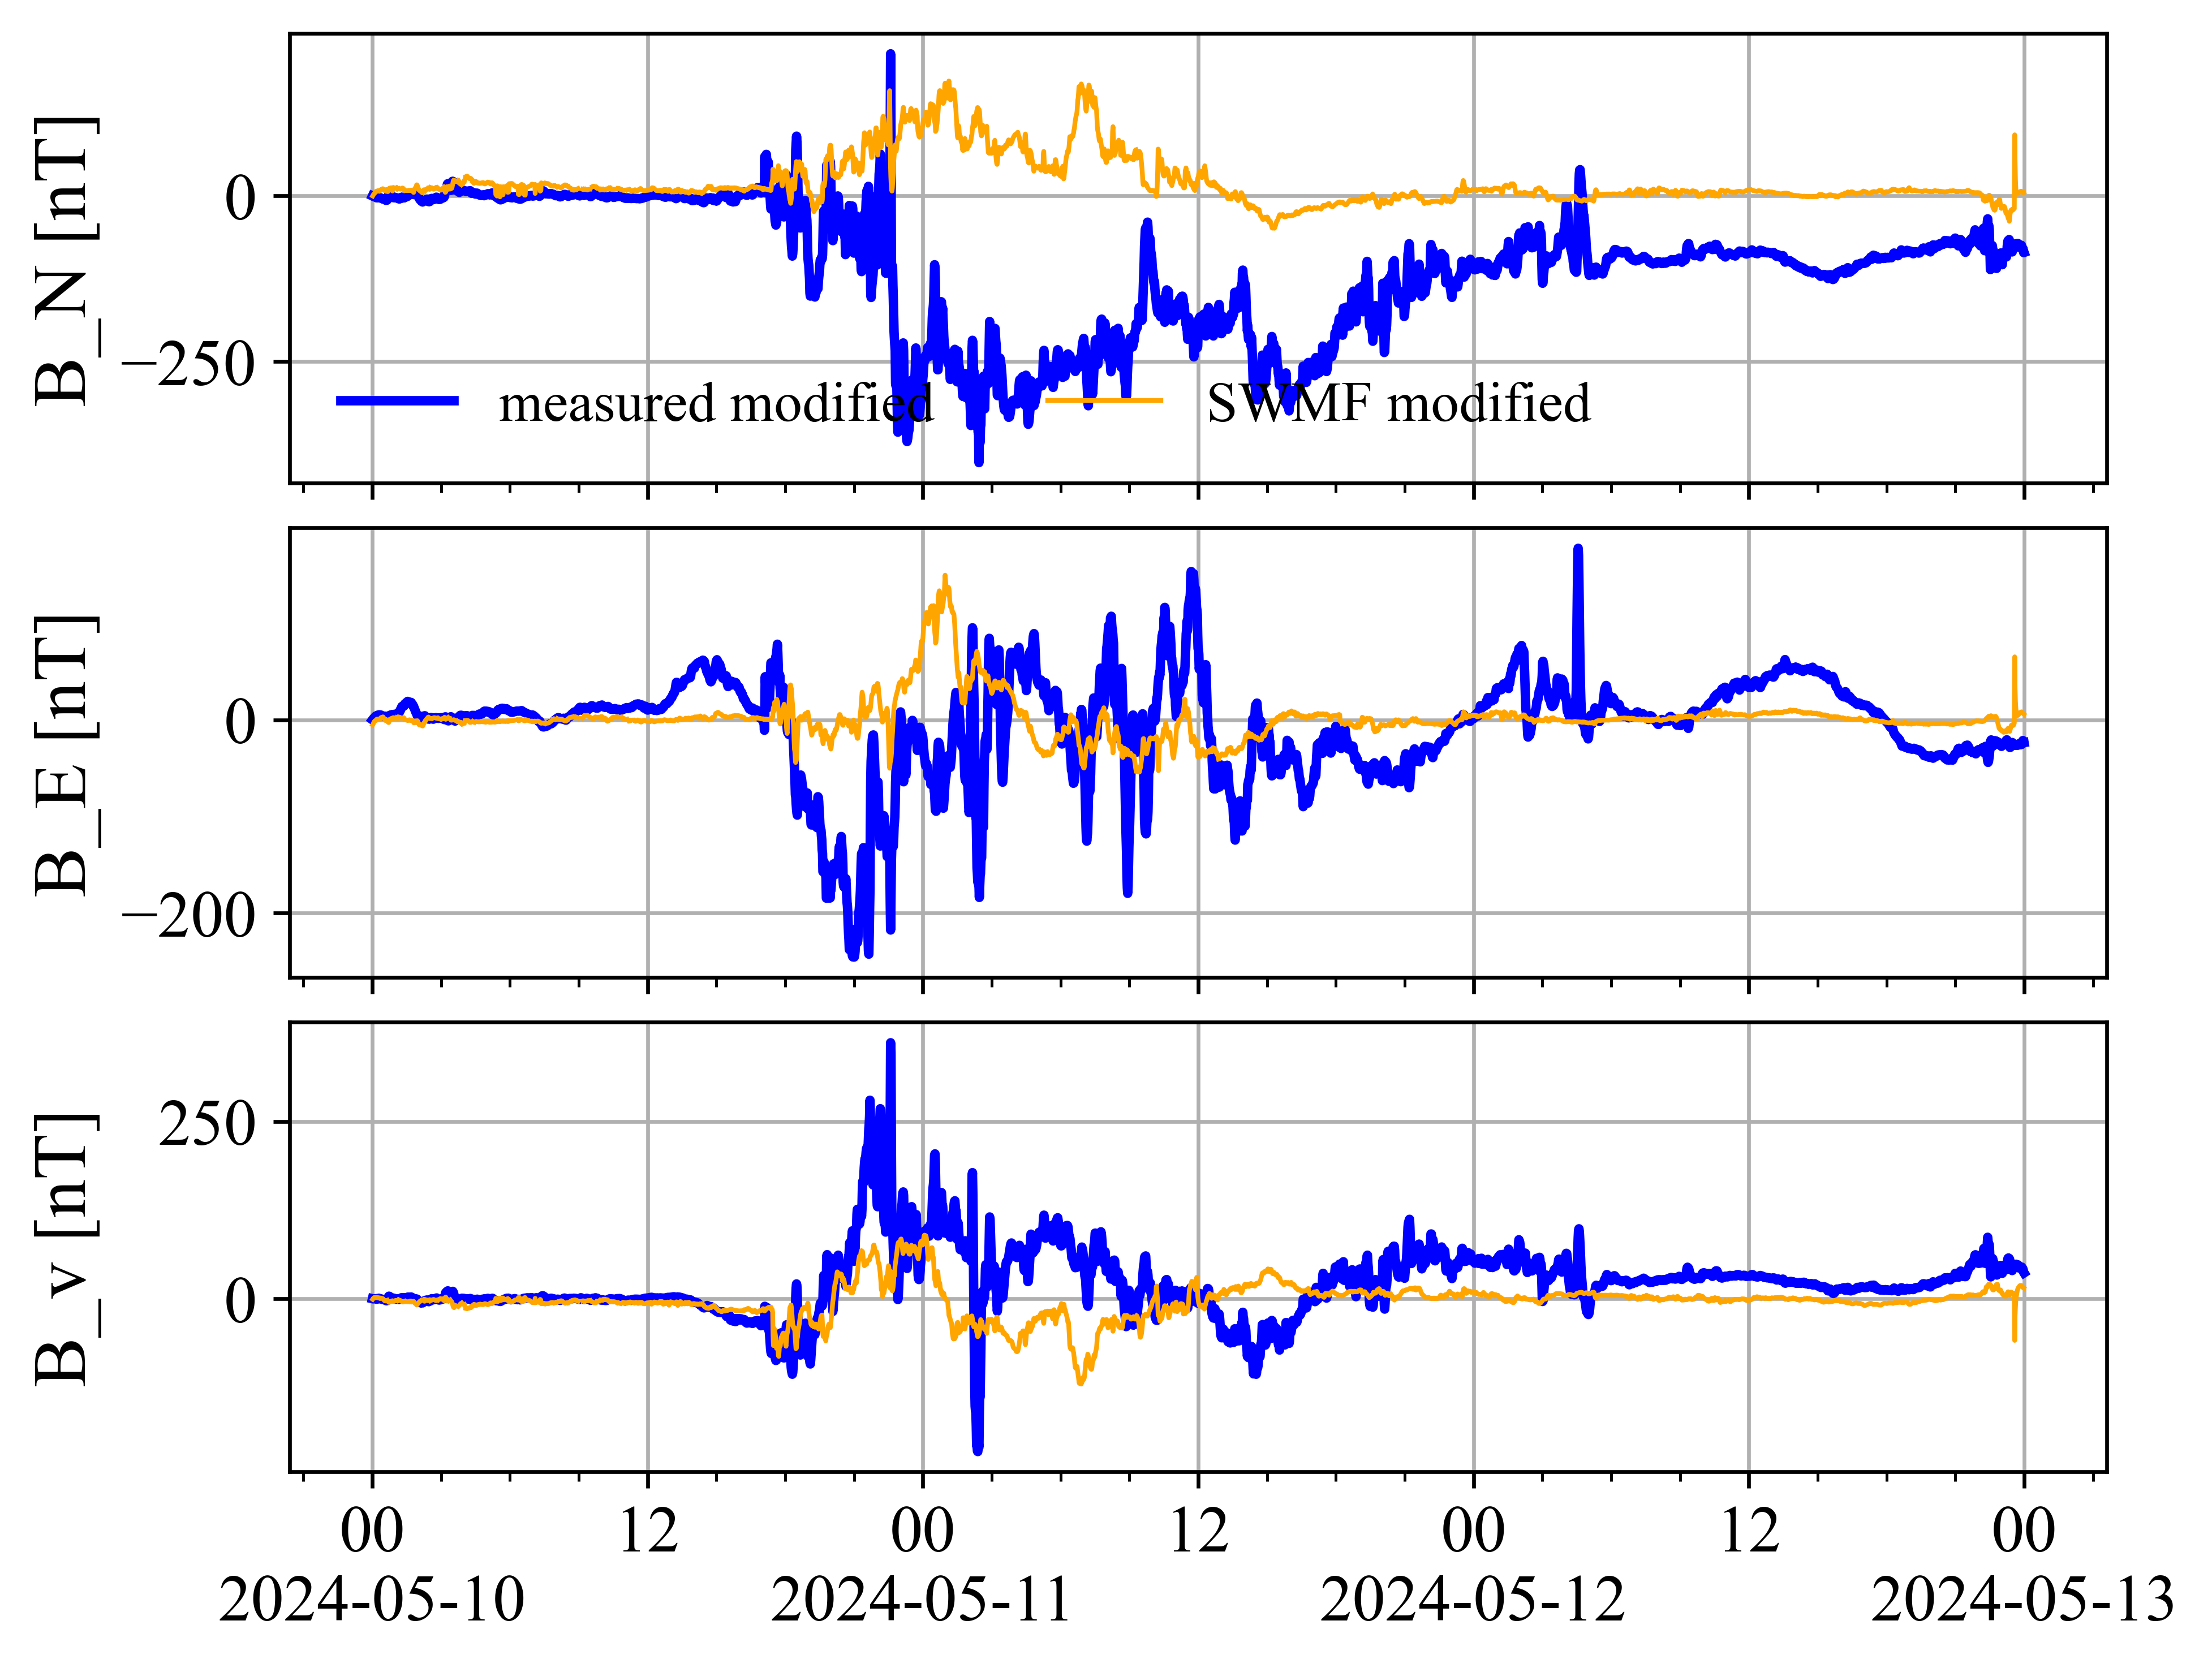 B_N [nT]
0
−250
measured modified
SWMF modified
B_E [nT]
0
−200
B_v [nT]
250
0
00 12 00 12 00 12 00
2024-05-10 2024-05-11 2024-05-12 2024-05-13